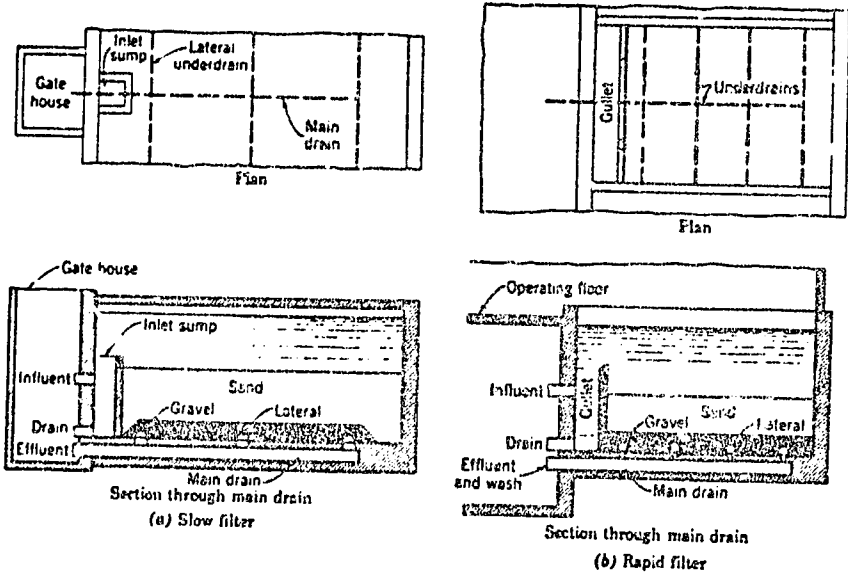 Inlet
sump
Lateral
underdrain
Gate
house
Main
drain
Plan
Gate house
Inlet sump
Influent
Sand
Gravel
Lateral
Drain
Effluent
Main drain
Section through main drain
(a) Slow filter
Gullet
Underdrains
Plan
Operating floor
Influent
Gullet
Sand
Gravel
Lateral
Drain
Effluent
and wash
Main drain
Section through main drain
(b) Rapid filter